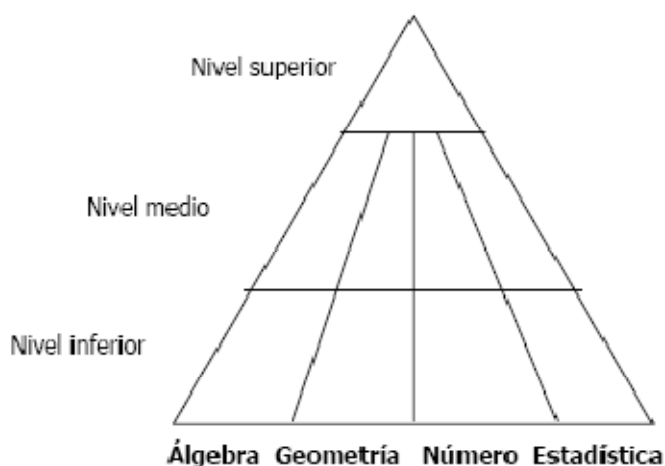 Nivel superior
Nivel medio
Nivel inferior
Álgebra Geometría Número Estadística